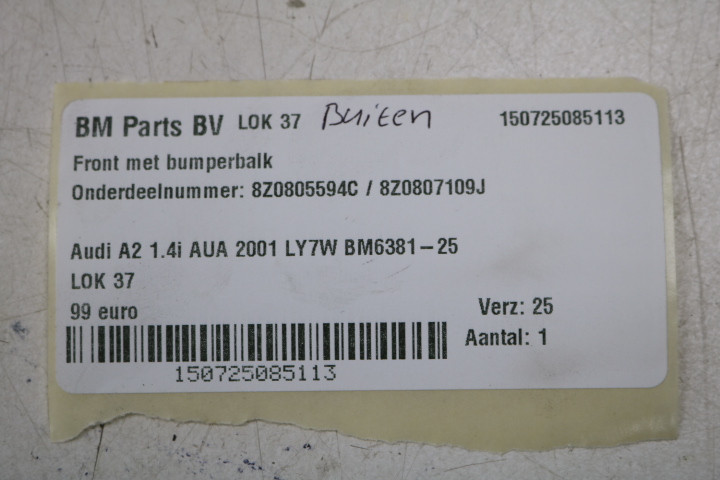 BM Parts BV LOK 37 Buiten 150725085113
Front met bumperbalk
Onderdeelnummer: 8Z0805594C / 8Z0807109J
Audi A2 1.4i AUA 2001 LY7W BM6381-25
LOK 37
99 euro Verz: 25
Aantal: 1
150725085113